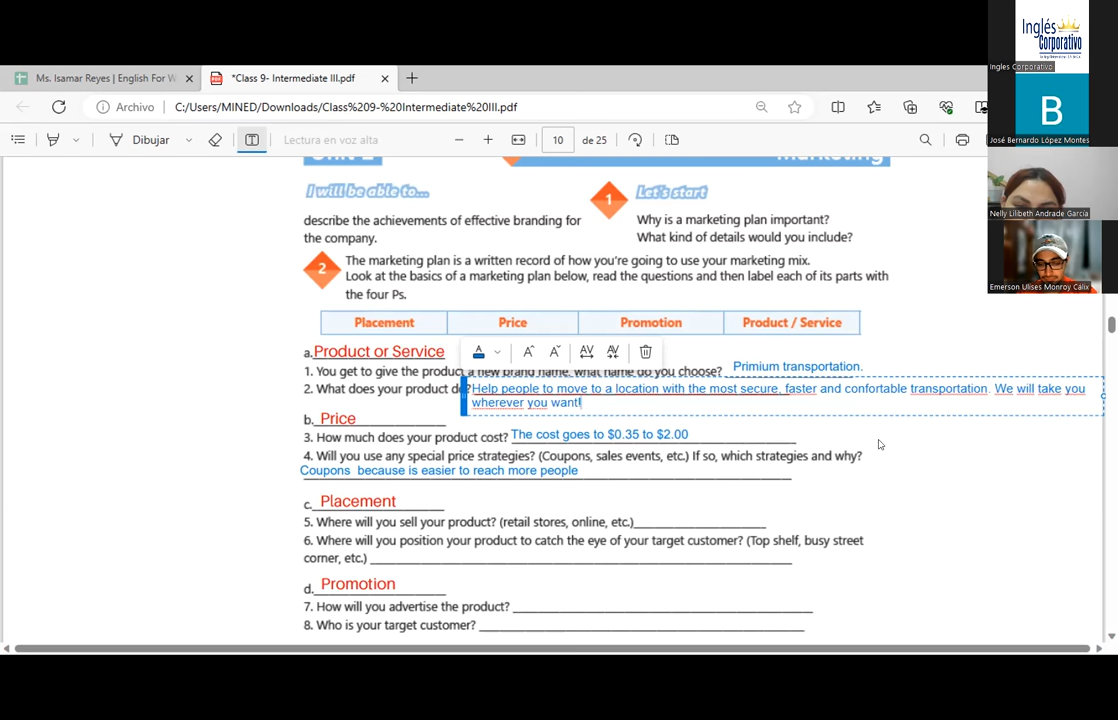 Ms. Isamar Reyes | English For W
*Class 9- Intermediate III.pdf
Archivo
C:/Users/MINED/Downloads/Class%209-%20Intermediate%20III.pdf
Dibujar
Lectura en voz alta
10
de 25
Marketing
I will be able to...
describe the achievements of effective branding for
the company.
1
Let's start
Why is a marketing plan important?
What kind of details would you include?
2
The marketing plan is a written record of how you're going to use your marketing mix.
Look at the basics of a marketing plan below, read the questions and then label each of its parts with
the four Ps.
Placement
Price
Promotion
Product / Service
a. Product or Service
1. You get to give the product a new brand name, what name do you choose? Primium transportation.
2. What does your product do? Help people to move to a location with the most secure, faster and confortable transportation. We will take you
wherever you want!
b. Price
3. How much does your product cost? The cost goes to $0.35 to $2.00
4. Will you use any special price strategies? (Coupons, sales events, etc.) If so, which strategies and why?
Coupons because is easier to reach more people
c. Placement
5. Where will you sell your product? (retail stores, online, etc.)
6. Where will you position your product to catch the eye of your target customer? (Top shelf, busy street
corner, etc.)
d. Promotion
7. How will you advertise the product?
8. Who is your target customer?
Inglés
Corporativo
Ingles Corporativo
B
José Bernardo López Montes
Nelly Lilibeth Andrade García
Emerson Ulises Monroy Cálix